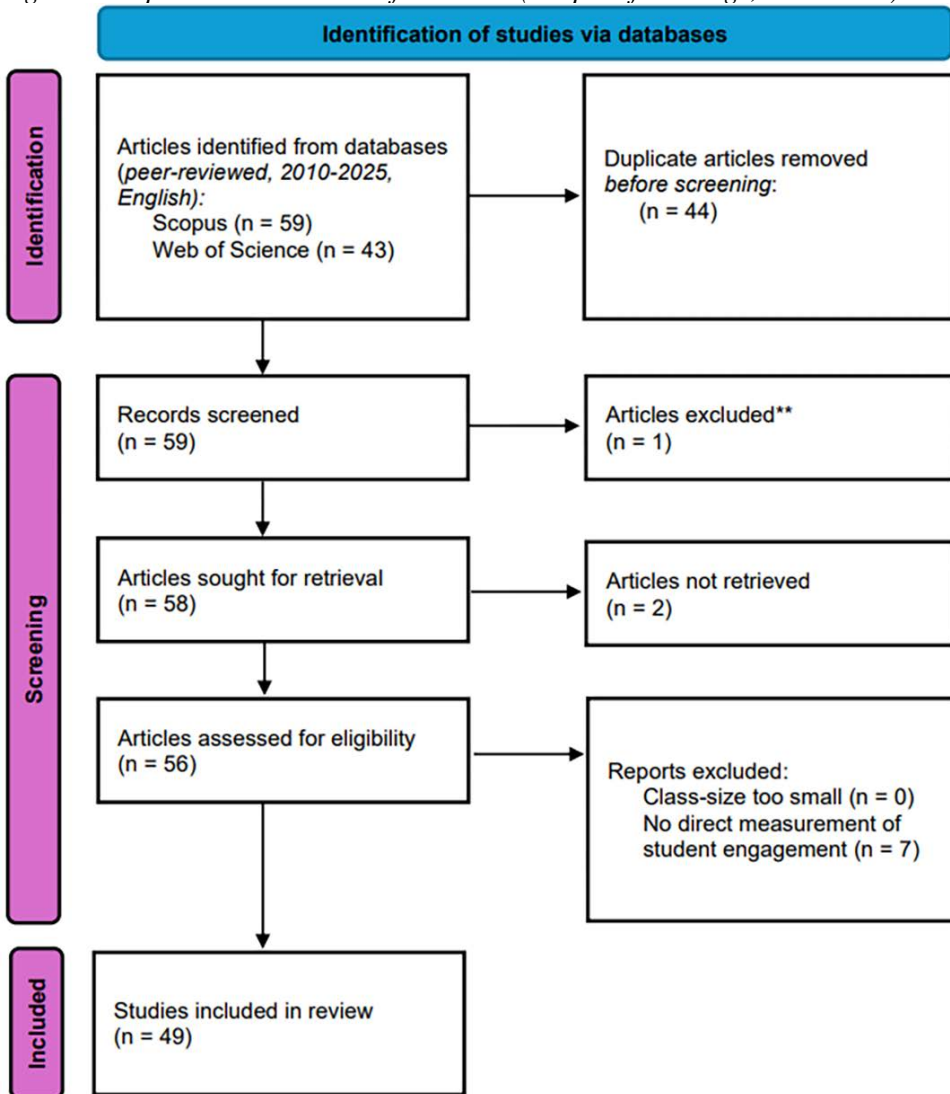 Identification of studies via databases
Identification
Articles identified from databases
(peer-reviewed, 2010-2025,
English):
Scopus (n = 59)
Web of Science (n = 43)
Duplicate articles removed
before screening:
(n = 44)
Screening
Records screened
(n = 59)
Articles excluded**
(n = 1)
Articles sought for retrieval
(n = 58)
Articles not retrieved
(n = 2)
Articles assessed for eligibility
(n = 56)
Reports excluded:
Class-size too small (n = 0)
No direct measurement of
student engagement (n = 7)
Included
Studies included in review
(n = 49)